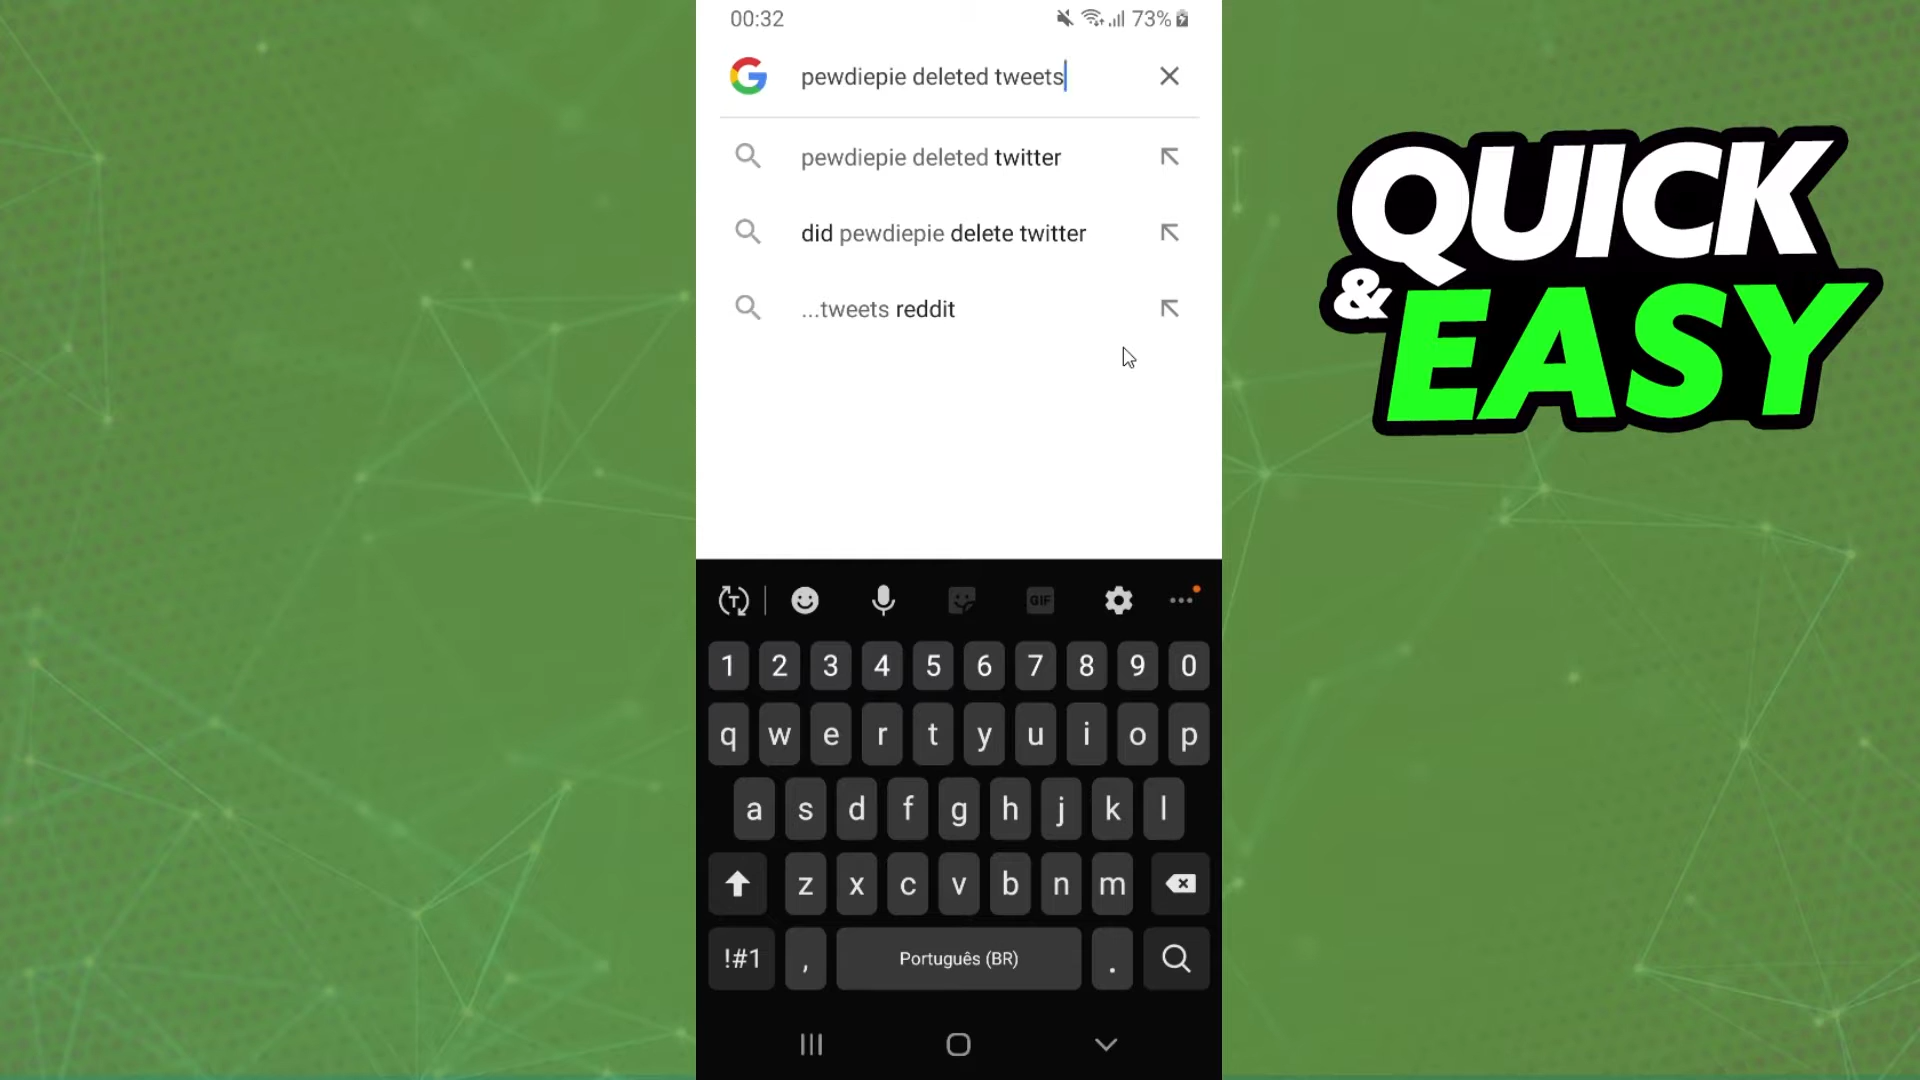 00:32 73%
pewdiepie deleted tweets
pewdiepie deleted twitter
did pewdiepie delete twitter
...tweets reddit
QUICK
& EASY
T GIF
1 2 3 4 5 6 7 8 9 0
q w e r t y u i o p
a s d f g h j k l
z x c v b n m
!#1 , Português (BR) .